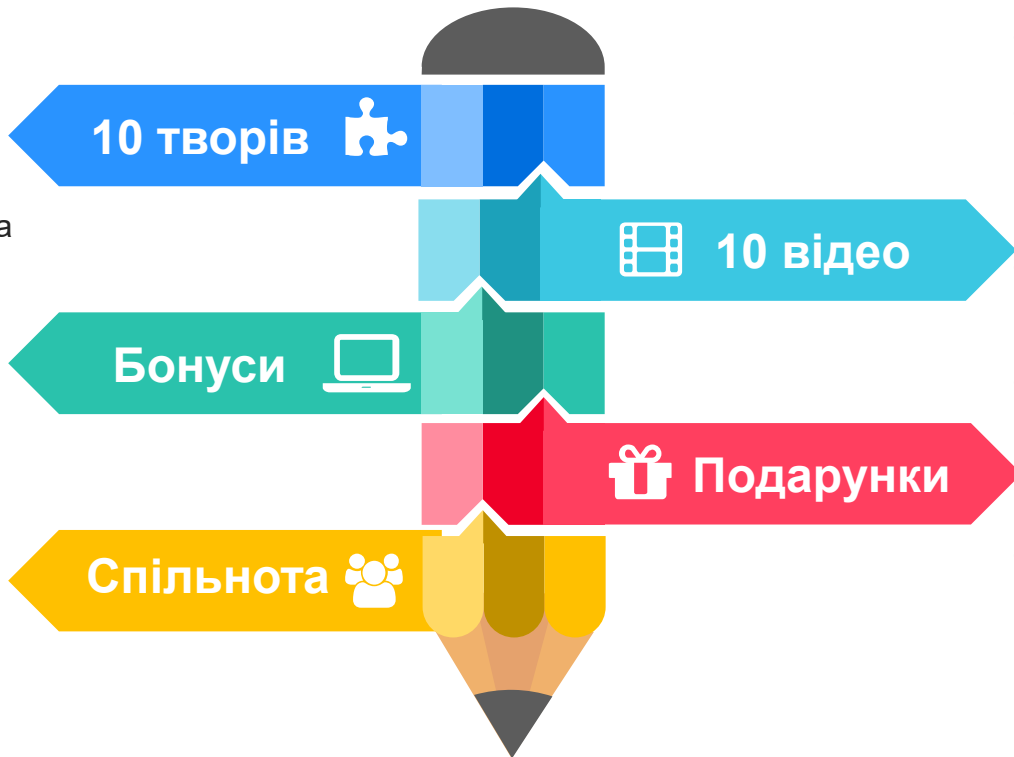 10 творів
а
10 відео
Бонуси
Подарунки
Спільнота